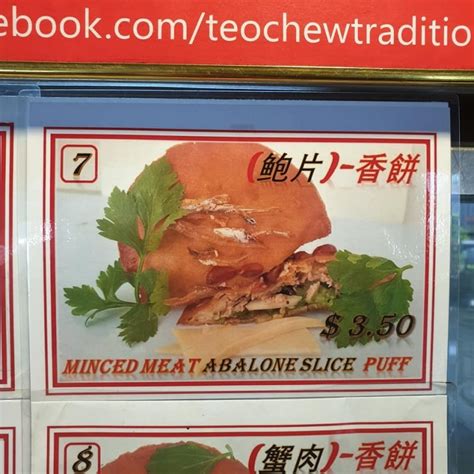 ebook.com/teochewtraditio
7
(鲍片)-香餅
$ 3.50
MINCED MEAT ABALONE SLICE PUFF
8
(蟹肉)-香餅